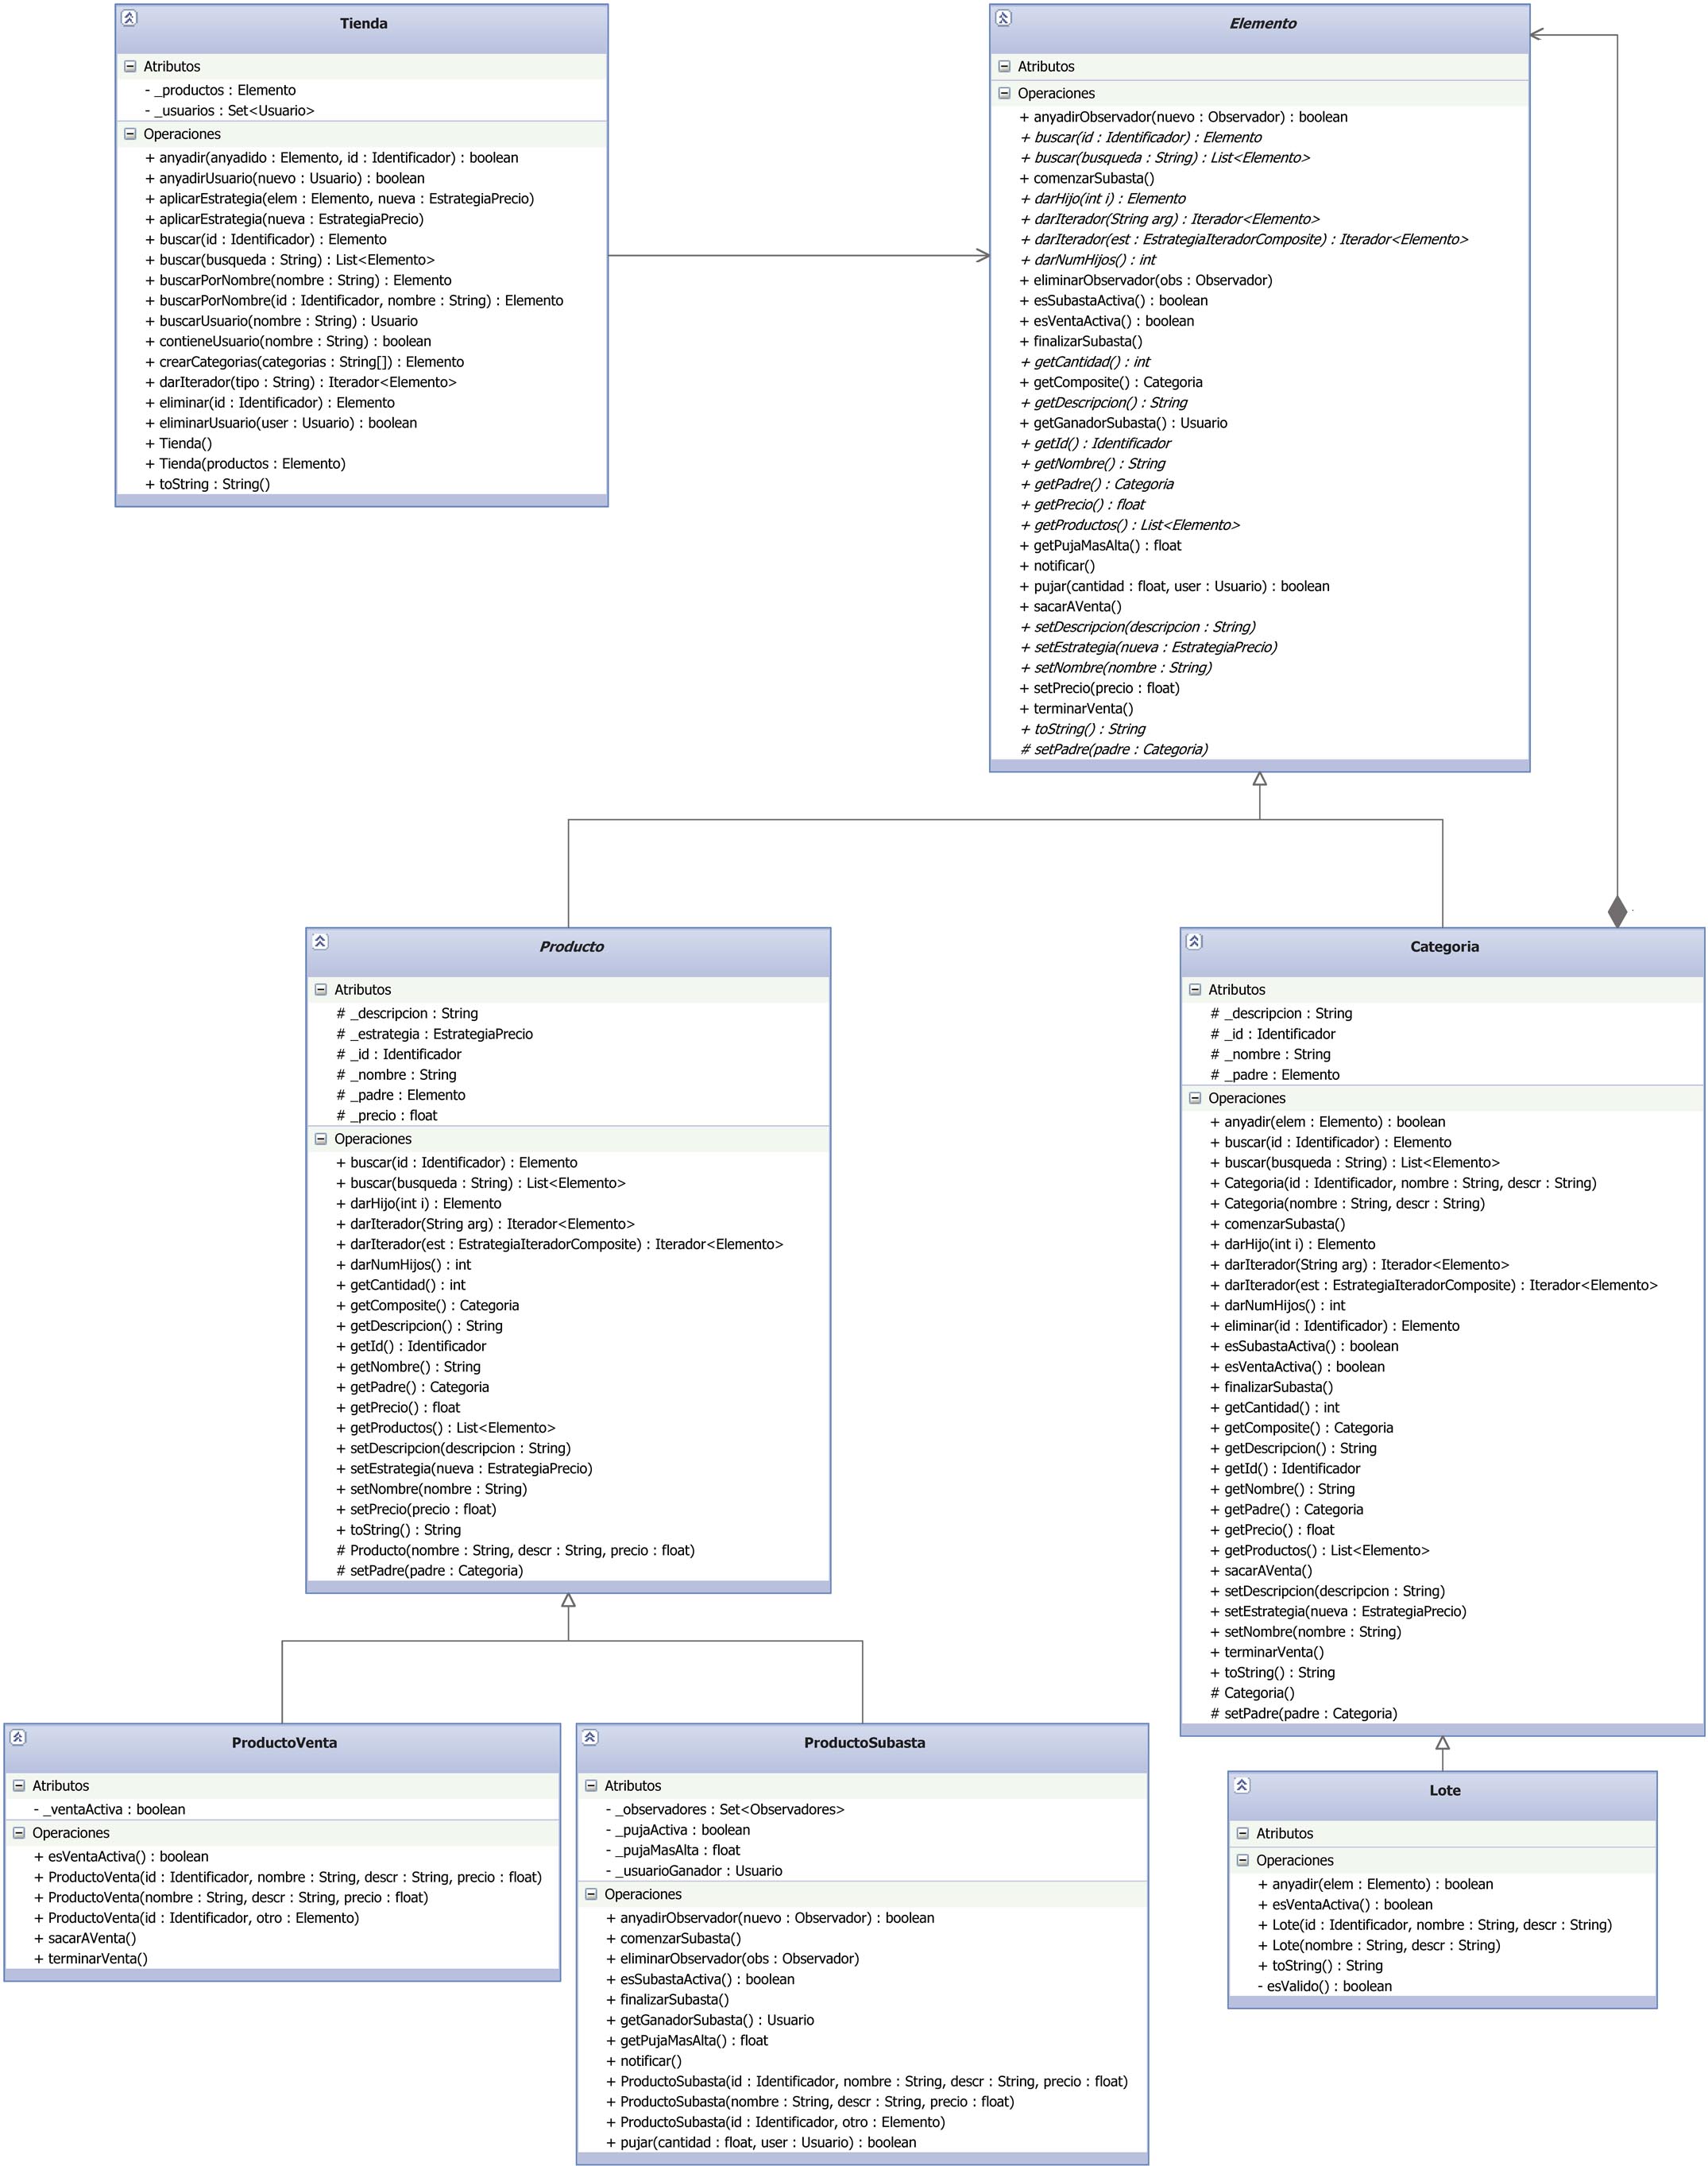 Tienda
Atributos
- _productos : Elemento
- _usuarios : Set<Usuario>
Operaciones
+ anyadir(anyadido : Elemento, id : Identificador) : boolean
+ anyadirUsuario(nuevo : Usuario) : boolean
+ aplicarEstrategia(elem : Elemento, nueva : EstrategiaPrecio)
+ aplicarEstrategia(nueva : EstrategiaPrecio)
+ buscar(id : Identificador) : Elemento
+ buscar(busqueda : String) : List<Elemento>
+ buscarPorNombre(nombre : String) : Elemento
+ buscarPorNombre(id : Identificador, nombre : String) : Elemento
+ buscarUsuario(nombre : String) : Usuario
+ contieneUsuario(nombre : String) : boolean
+ crearCategorias(categorias : String[]) : Elemento
+ darIterador(tipo : String) : Iterador<Elemento>
+ eliminar(id : Identificador) : Elemento
+ eliminarUsuario(user : Usuario) : boolean
+ Tienda()
+ Tienda(productos : Elemento)
+ toString : String()
Elemento
Atributos
Operaciones
+ anyadirObservador(nuevo : Observador) : boolean
+ buscar(id : Identificador) : Elemento
+ buscar(busqueda : String) : List<Elemento>
+ comenzarSubasta()
+ darHijo(int i) : Elemento
+ darIterador(String arg) : Iterador<Elemento>
+ darIterador(est : EstrategiaIteradorComposite) : Iterador<Elemento>
+ darNumHijos() : int
+ eliminarObservador(obs : Observador)
+ esSubastaActiva() : boolean
+ esVentaActiva() : boolean
+ finalizarSubasta()
+ getCantidad() : int
+ getComposite() : Categoria
+ getDescripcion() : String
+ getGanadorSubasta() : Usuario
+ getId() : Identificador
+ getNombre() : String
+ getPadre() : Categoria
+ getPrecio() : float
+ getProductos() : List<Elemento>
+ getPujaMasAlta() : float
+ notificar()
+ pujar(cantidad : float, user : Usuario) : boolean
+ sacarAVenta()
+ setDescripcion(descripcion : String)
+ setEstrategia(nueva : EstrategiaPrecio)
+ setNombre(nombre : String)
+ setPrecio(precio : float)
+ terminarVenta()
+ toString() : String
# setPadre(padre : Categoria)
Producto
Atributos
# _descripcion : String
# _estrategia : EstrategiaPrecio
# _id : Identificador
# _nombre : String
# _padre : Elemento
# _precio : float
Operaciones
+ buscar(id : Identificador) : Elemento
+ buscar(busqueda : String) : List<Elemento>
+ darHijo(int i) : Elemento
+ darIterador(String arg) : Iterador<Elemento>
+ darIterador(est : EstrategiaIteradorComposite) : Iterador<Elemento>
+ darNumHijos() : int
+ getCantidad() : int
+ getComposite() : Categoria
+ getDescripcion() : String
+ getId() : Identificador
+ getNombre() : String
+ getPadre() : Categoria
+ getPrecio() : float
+ getProductos() : List<Elemento>
+ setDescripcion(descripcion : String)
+ setEstrategia(nueva : EstrategiaPrecio)
+ setNombre(nombre : String)
+ setPrecio(precio : float)
+ toString() : String
# Producto(nombre : String, descr : String, precio : float)
# setPadre(padre : Categoria)
Categoria
Atributos
# _descripcion : String
# _id : Identificador
# _nombre : String
# _padre : Elemento
Operaciones
+ anyadir(elem : Elemento) : boolean
+ buscar(id : Identificador) : Elemento
+ buscar(busqueda : String) : List<Elemento>
+ Categoria(id : Identificador, nombre : String, descr : String)
+ Categoria(nombre : String, descr : String)
+ comenzarSubasta()
+ darHijo(int i) : Elemento
+ darIterador(String arg) : Iterador<Elemento>
+ darIterador(est : EstrategiaIteradorComposite) : Iterador<Elemento>
+ darNumHijos() : int
+ eliminar(id : Identificador) : Elemento
+ esSubastaActiva() : boolean
+ esVentaActiva() : boolean
+ finalizarSubasta()
+ getCantidad() : int
+ getComposite() : Categoria
+ getDescripcion() : String
+ getId() : Identificador
+ getNombre() : String
+ getPadre() : Categoria
+ getPrecio() : float
+ getProductos() : List<Elemento>
+ sacarAVenta()
+ setDescripcion(descripcion : String)
+ setEstrategia(nueva : EstrategiaPrecio)
+ setNombre(nombre : String)
+ terminarVenta()
+ toString() : String
# Categoria()
# setPadre(padre : Categoria)
ProductoVenta
Atributos
- _ventaActiva : boolean
Operaciones
+ esVentaActiva() : boolean
+ ProductoVenta(id : Identificador, nombre : String, descr : String, precio : float)
+ ProductoVenta(nombre : String, descr : String, precio : float)
+ ProductoVenta(id : Identificador, otro : Elemento)
+ sacarAVenta()
+ terminarVenta()
ProductoSubasta
Atributos
- _observadores : Set<Observadores>
- _pujaActiva : boolean
- _pujaMasAlta : float
- _usuarioGanador : Usuario
Operaciones
+ anyadirObservador(nuevo : Observador) : boolean
+ comenzarSubasta()
+ eliminarObservador(obs : Observador)
+ esSubastaActiva() : boolean
+ finalizarSubasta()
+ getGanadorSubasta() : Usuario
+ getPujaMasAlta() : float
+ notificar()
+ ProductoSubasta(id : Identificador, nombre : String, descr : String, precio : float)
+ ProductoSubasta(nombre : String, descr : String, precio : float)
+ ProductoSubasta(id : Identificador, otro : Elemento)
+ pujar(cantidad : float, user : Usuario) : boolean
Lote
Atributos
Operaciones
+ anyadir(elem : Elemento) : boolean
+ esVentaActiva() : boolean
+ Lote(id : Identificador, nombre : String, descr : String)
+ Lote(nombre : String, descr : String)
+ toString() : String
- esValido() : boolean